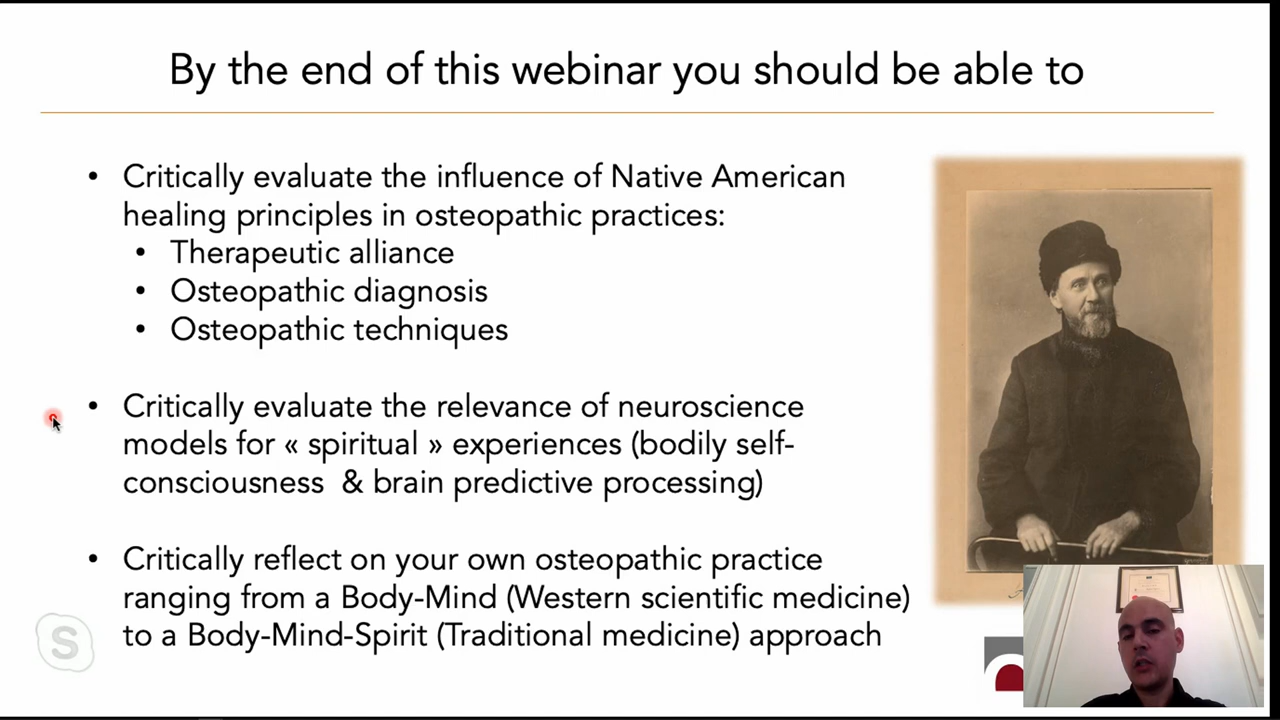 By the end of this webinar you should be able to
• Critically evaluate the influence of Native American
healing principles in osteopathic practices:
• Therapeutic alliance
• Osteopathic diagnosis
• Osteopathic techniques
• Critically evaluate the relevance of neuroscience
models for « spiritual » experiences (bodily self-
consciousness & brain predictive processing)
• Critically reflect on your own osteopathic practice
ranging from a Body-Mind (Western scientific medicine)
to a Body-Mind-Spirit (Traditional medicine) approach
S